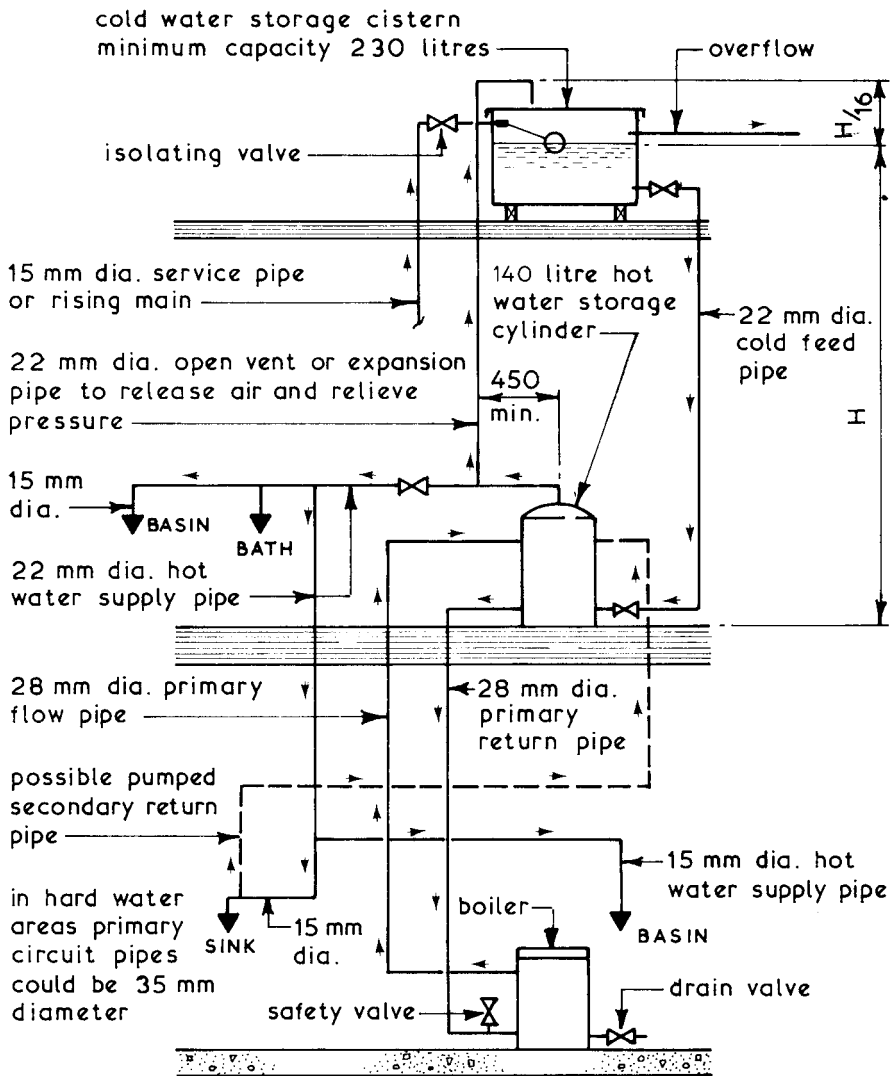 cold water storage cistern
minimum capacity 230 litres
overflow
H/16
isolating valve
15 mm dia. service pipe
or rising main
140 litre hot
water storage
cylinder
22 mm dia.
cold feed
pipe
22 mm dia. open vent or expansion
pipe to release air and relieve
pressure
450
min.
H
15 mm
dia.
BASIN
BATH
22 mm dia. hot
water supply pipe
28 mm dia. primary
flow pipe
28 mm dia.
primary
return pipe
possible pumped
secondary return
pipe
15 mm dia. hot
water supply pipe
in hard water
areas primary
circuit pipes
could be 35 mm
diameter
SINK
15 mm
dia.
boiler
BASIN
safety valve
drain valve